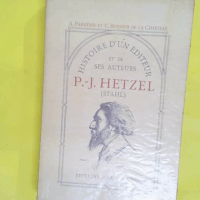 A. PARMÉNIE ET C. BONNIER DE LA CHAPELLE
HISTOIRE D'UN ÉDITEUR
ET DE
SES AUTEURS
P.-J. HETZEL
(STAHL)